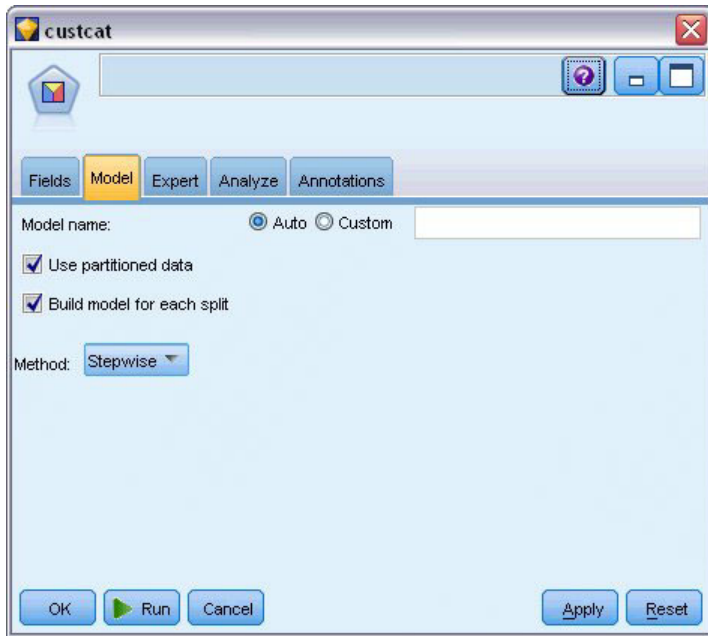 custcat
?
Fields Model Expert Analyze Annotations
Model name: Auto Custom
Use partitioned data
Build model for each split
Method: Stepwise
OK Run Cancel Apply Reset